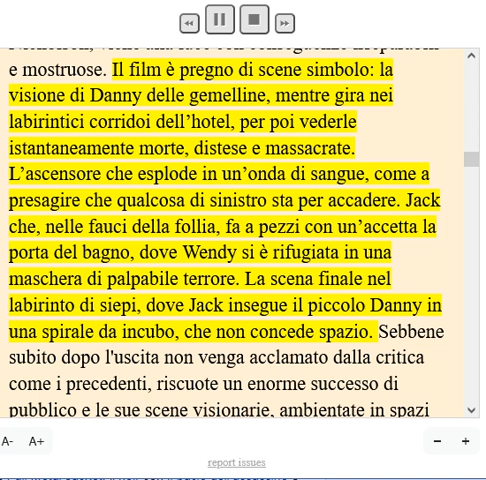 e mostruose. Il film è pregno di scene simbolo: la
visione di Danny delle gemelline, mentre gira nei
labirintici corridoi dell’hotel, per poi vederle
istantaneamente morte, distese e massacrate.
L’ascensore che esplode in un’onda di sangue, come a
presagire che qualcosa di sinistro sta per accadere. Jack
che, nelle fauci della follia, fa a pezzi con un’accetta la
porta del bagno, dove Wendy si è rifugiata in una
maschera di palpabile terrore. La scena finale nel
labirinto di siepi, dove Jack insegue il piccolo Danny in
una spirale da incubo, che non concede spazio. Sebbene
subito dopo l'uscita non venga acclamato dalla critica
come i precedenti, riscuote un enorme successo di
pubblico e le sue scene visionarie, ambientate in spazi
A- A+ − +
report issues